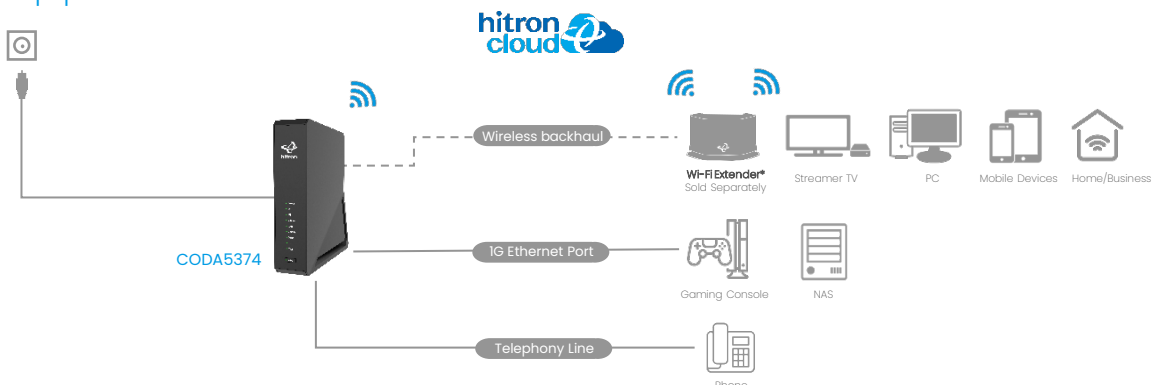 hitron
cloud
Wireless backhaul
hitron
Wi-Fi Extender*
Sold Separately
Streamer TV
PC
Mobile Devices
Home/Business
CODA5374
1G Ethernet Port
Gaming Console
NAS
Telephony Line
Phone